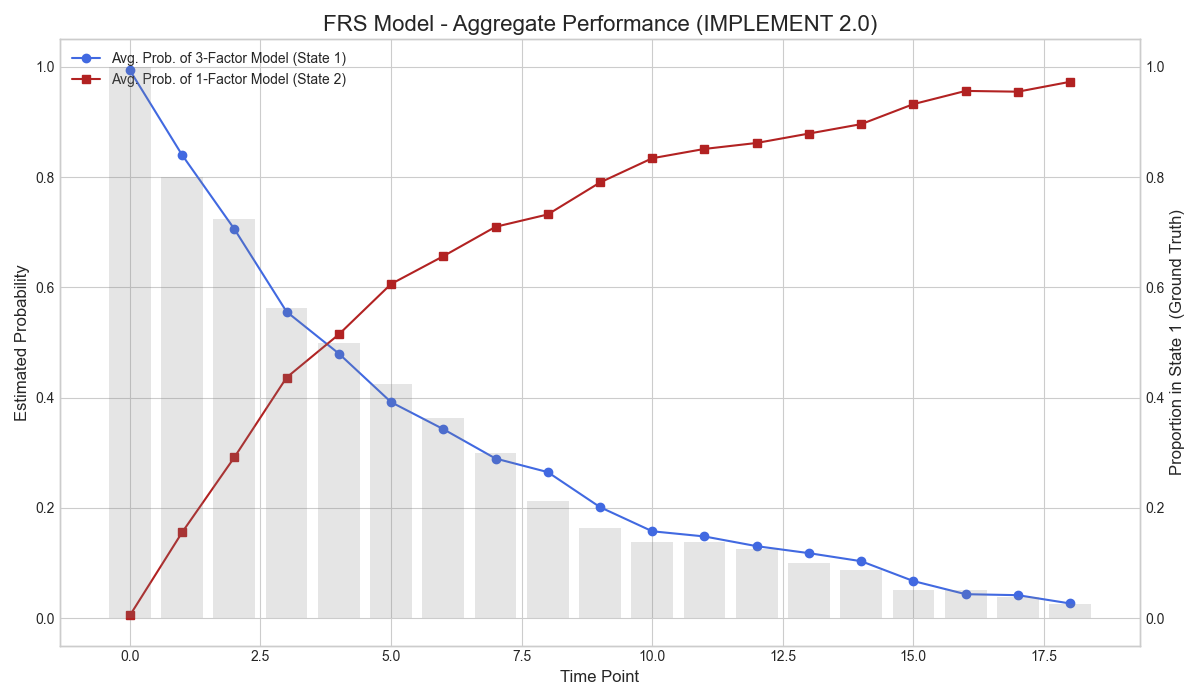 FRS Model - Aggregate Performance (IMPLEMENT 2.0)
Avg. Prob. of 3-Factor Model (State 1)
Avg. Prob. of 1-Factor Model (State 2)
Estimated Probability
1.0
0.8
0.6
0.4
0.2
0.0
1.0
0.8
0.6
0.4
0.2
0.0
Proportion in State 1 (Ground Truth)
0.0 2.5 5.0 7.5 10.0 12.5 15.0 17.5
Time Point